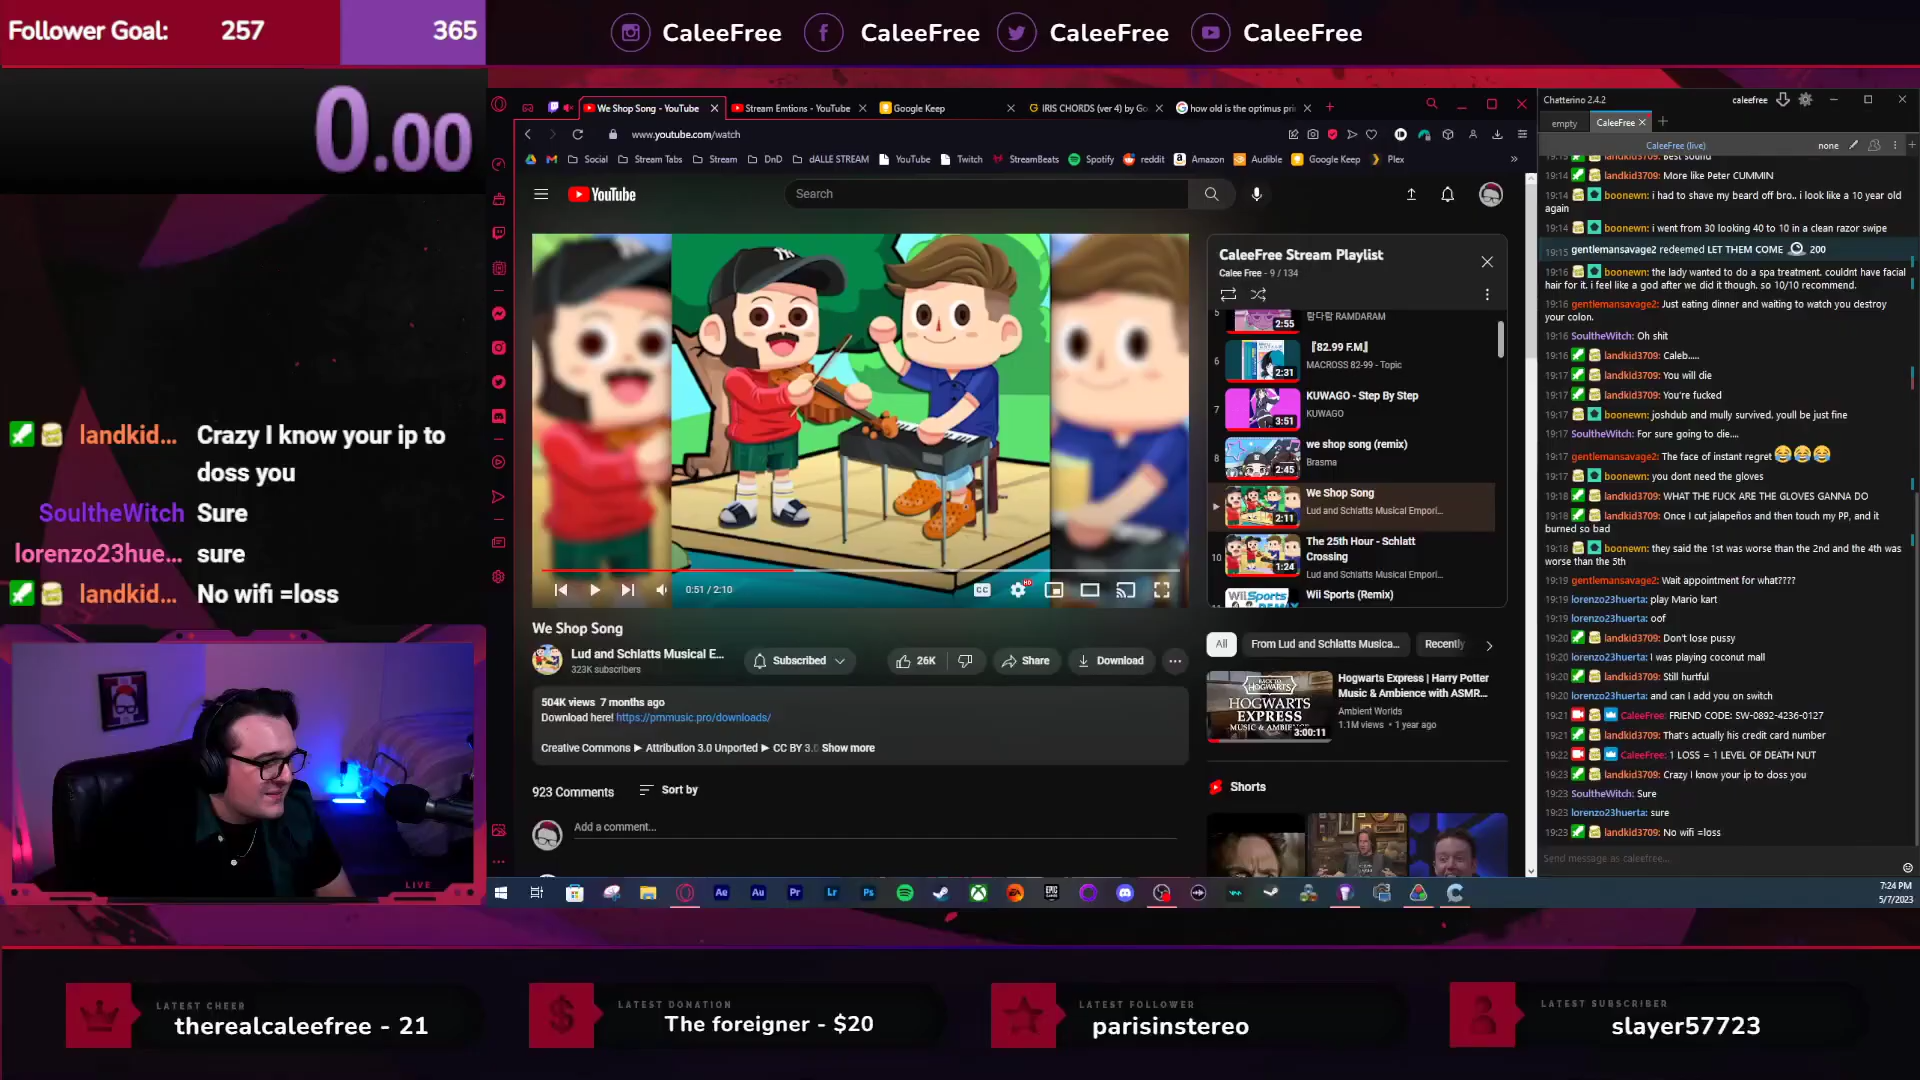 Follower Goal:
257
365
CaleeFree
CaleeFree
CaleeFree
CaleeFree
0.00
We Shop Song - YouTube
Stream Emtions - YouTube
Google Keep
IRIS CHORDS (ver 4) by Go
how old is the optimus pri
www.youtube.com/watch
Social
Stream Tabs
Stream
DnD
dALLE STREAM
YouTube
Twitch
StreamBeats
Spotify
reddit
Amazon
Audible
Google Keep
Plex
YouTube
Search
0:51 / 2:10
CC
HD
We Shop Song
Lud and Schlatts Musical E...
323K subscribers
Subscribed
26K
Share
Download
504K views 7 months ago
Download here! https://pmmusic.pro/downloads/
Creative Commons ► Attribution 3.0 Unported ► CC BY 3.0 Show more
923 Comments
Sort by
Add a comment...
CaleeFree Stream Playlist
Calee Free - 9 / 134
5
탐다람 RAMDARAM
2:55
6
『82.99 F.M』
MACROSS 82-99 - Topic
2:31
7
KUWAGO - Step By Step
KUWAGO
3:51
8
we shop song (remix)
Brasma
2:45
We Shop Song
Lud and Schlatts Musical Empori...
2:11
10
The 25th Hour - Schlatt
Crossing
Lud and Schlatts Musical Empori...
1:24
Wii Sports (Remix)
All
From Lud and Schlatts Musica...
Recently
Hogwarts Express | Harry Potter
Music & Ambience with ASMR...
Ambient Worlds
1.1M views • 1 year ago
HOGWARTS
EXPRESS
3:00:11
Shorts
Chatterino 2.4.2
caleefree
empty
CaleeFree
CaleeFree (live)
none
19:15 landkid3709: Best sound
19:14 landkid3709: More like Peter CUMMIN
19:14 boonewn: i had to shave my beard off bro.. i look like a 10 year old
again
19:14 boonewn: i went from 30 looking 40 to 10 in a clean razor swipe
19:15 gentlemansavage2 redeemed LET THEM COME 200
19:16 boonewn: the lady wanted to do a spa treatment. couldnt have facial
hair for it. i feel like a god after we did it though. so 10/10 recommend.
19:16 gentlemansavage2: Just eating dinner and waiting to watch you destroy
your colon.
19:16 SoultheWitch: Oh shit
19:16 landkid3709: Caleb.....
19:17 landkid3709: You will die
19:17 landkid3709: You're fucked
19:17 boonewn: joshdub and mully survived. youll be just fine
19:17 SoultheWitch: For sure going to die....
19:17 gentlemansavage2: The face of instant regret 😂😂😂
19:17 boonewn: you dont need the gloves
19:18 landkid3709: WHAT THE FUCK ARE THE GLOVES GANNA DO
19:18 landkid3709: Once I cut jalapeños and then touch my PP, and it
burned so bad
19:18 boonewn: they said the 1st was worse than the 2nd and the 4th was
worse than the 5th
19:19 gentlemansavage2: Wait appointment for what????
19:19 lorenzo23huerta: play Mario kart
19:19 lorenzo23huerta: oof
19:20 landkid3709: Don't lose pussy
19:20 lorenzo23huerta: I was playing coconut mall
19:20 landkid3709: Still hurtful
19:20 lorenzo23huerta: and can I add you on switch
19:21 CaleeFree: FRIEND CODE: SW-0892-4236-0127
19:21 landkid3709: That's actually his credit card number
19:22 CaleeFree: 1 LOSS = 1 LEVEL OF DEATH NUT
19:23 landkid3709: Crazy I know your ip to doss you
19:23 SoultheWitch: Sure
19:23 lorenzo23huerta: sure
19:23 landkid3709: No wifi =loss
Send message as caleefree...
landkid... Crazy I know your ip to
doss you
SoultheWitch Sure
lorenzo23hue... sure
landkid... No wifi =loss
LIVE
Ae
Au
Pr
Lr
Ps
EA
EPIC
7:24 PM
5/7/2023
LATEST CHEER
therealcaleefree - 21
LATEST DONATION
The foreigner - $20
LATEST FOLLOWER
parisinstereo
LATEST SUBSCRIBER
slayer57723